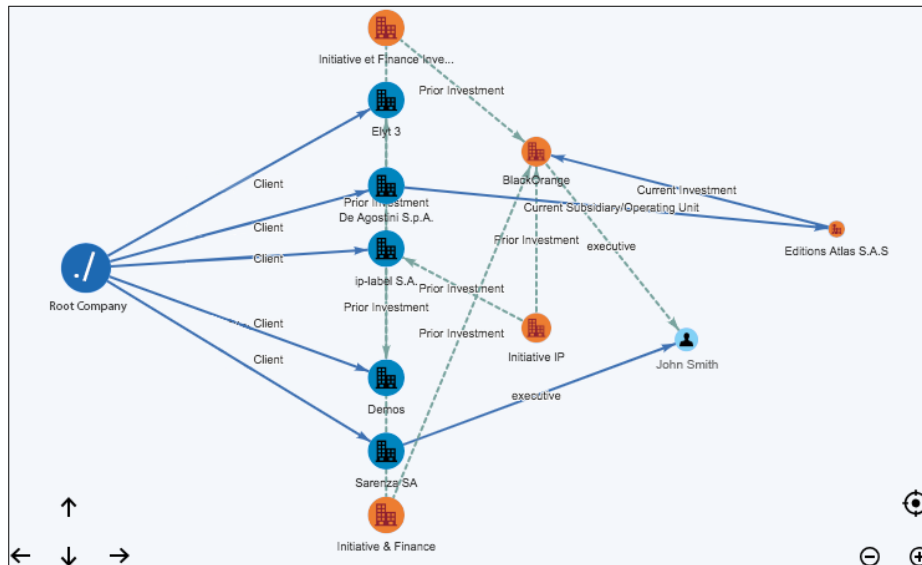 Initiative et Finance Inve...
Prior Investment
Elyt 3
BlackOrange
Client
Current Investment
Prior Investment
De Agostini S.p.A.
Current Subsidiary/Operating Unit
Client
Prior Investment
executive
Editions Atlas S.A.S
Client
ip-label S.A.
Prior Investment
./
Root Company
Prior Investment
Client
Prior Investment
Initiative IP
Client
John Smith
executive
Demos
Sarenza SA
Initiative & Finance